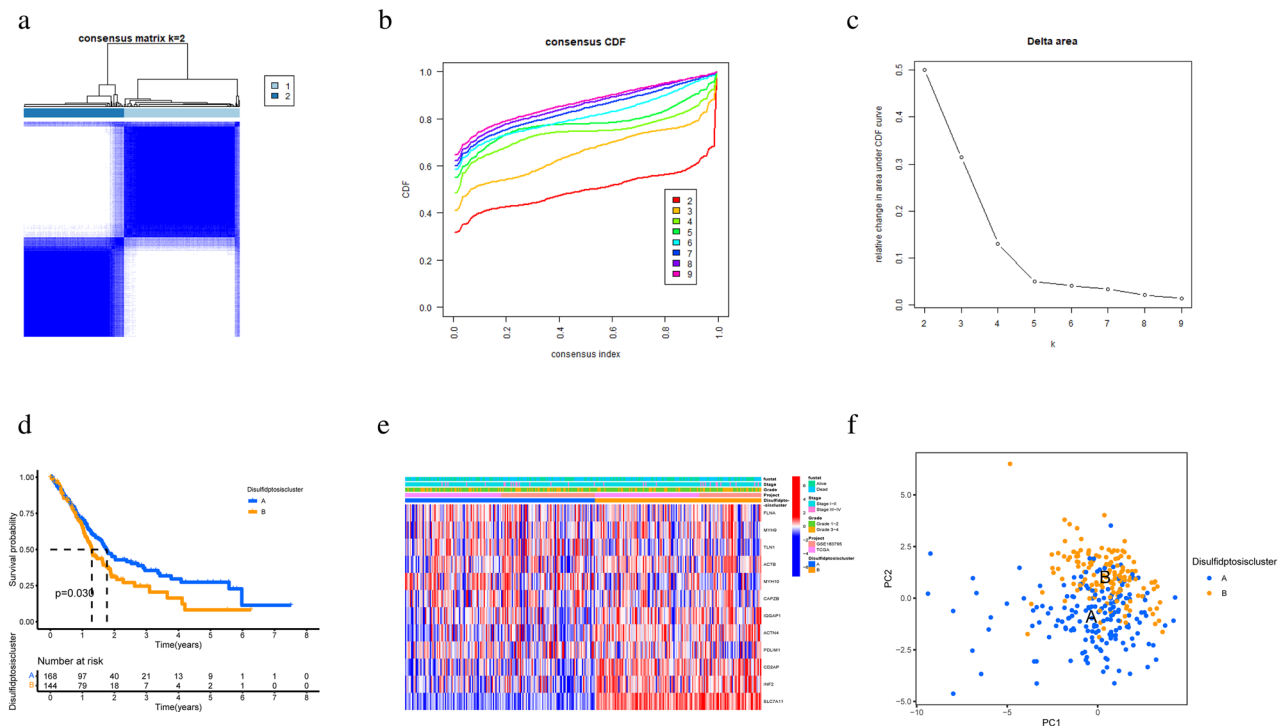 a
consensus matrix k=2
1
2
b
consensus CDF
CDF
1.0
0.8
0.6
0.4
0.2
0.0
2
3
4
5
6
7
8
9
0.0 0.2 0.4 0.6 0.8 1.0
consensus index
c
Delta area
relative change in area under CDF curve
0.5
0.4
0.3
0.2
0.1
0.0
2 3 4 5 6 7 8 9
k
d
Disulfidptosiscluster
A
B
Survival probability
1.00
0.75
0.50
0.25
0.00
p=0.030
0 1 2 3 4 5 6 7 8
Time(years)
Disulfidptosiscluster
Number at risk
A 168 97 40 21 13 9 1 1 0
B 144 79 18 7 4 2 1 0 0
0 1 2 3 4 5 6 7 8
Time(years)
e
fustat
Stage
Grade
Project
Disulfidpto-
-siscluster
FLNA
MYH9
TLN1
ACTB
MYH10
CAPZB
IQGAP1
ACTN4
PDLIM1
CD2AP
INF2
SLC7A11
6
4
2
0
fustat
Alive
Dead
Stage
Stage I-II
Stage III-IV
Grade
Grade 1-2
Grade 3-4
Project
GSE183795
TCGA
Disulfidptosiscluster
A
B
f
PC2
5.0
2.5
0.0
-2.5
-5.0
B
A
-10 -5 0
PC1
Disulfidptosiscluster
A
B